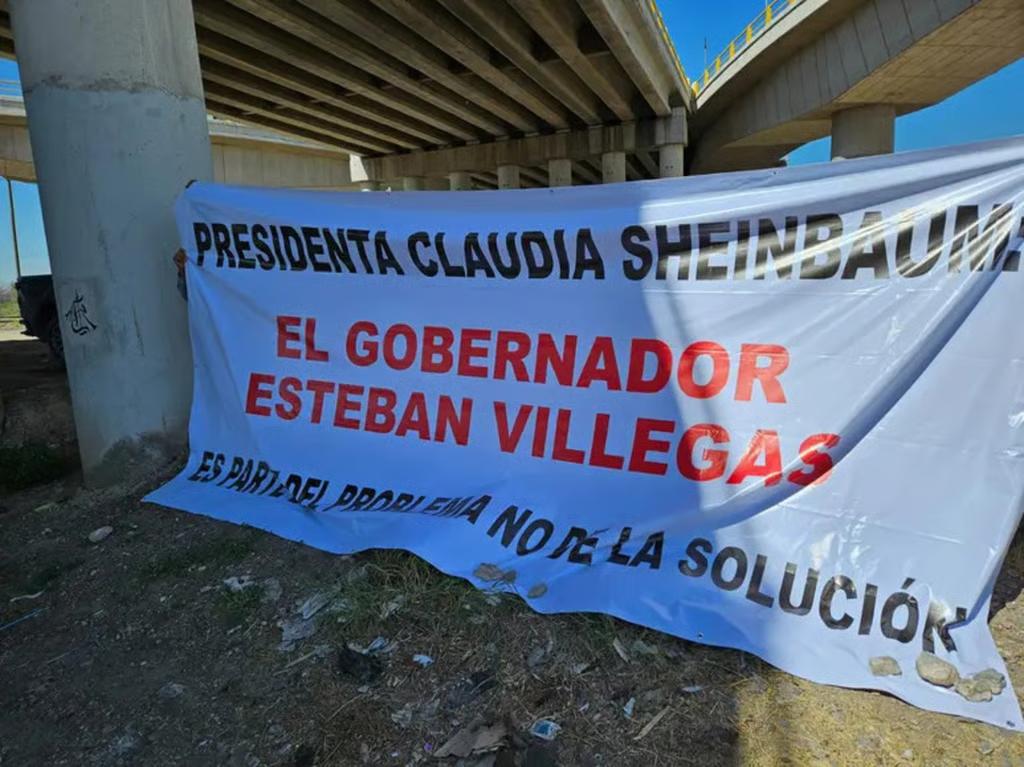 PRESIDENTA CLAUDIA SHEINBAUM:
EL GOBERNADOR
ESTEBAN VILLEGAS
ES PARTE DEL PROBLEMA NO DE LA SOLUCIÓN